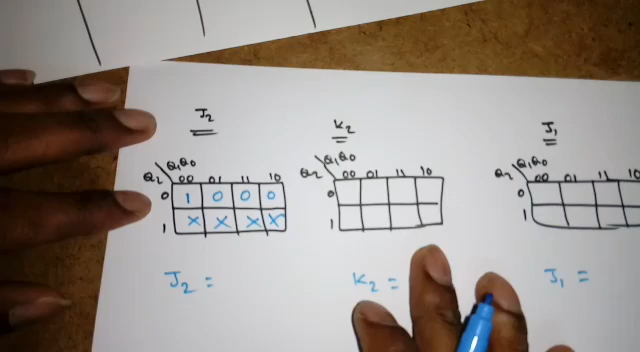 J₂ K₂ J₁
Q₂ Q₁Q₀ 00 01 11 10 Q₂ Q₁Q₀ 00 01 11 10 Q₂ Q₁Q₀ 00 01 11 10
0 1 0 0 0 0 0
1 X X X X 1 1
J₂ = K₂ = J₁ =